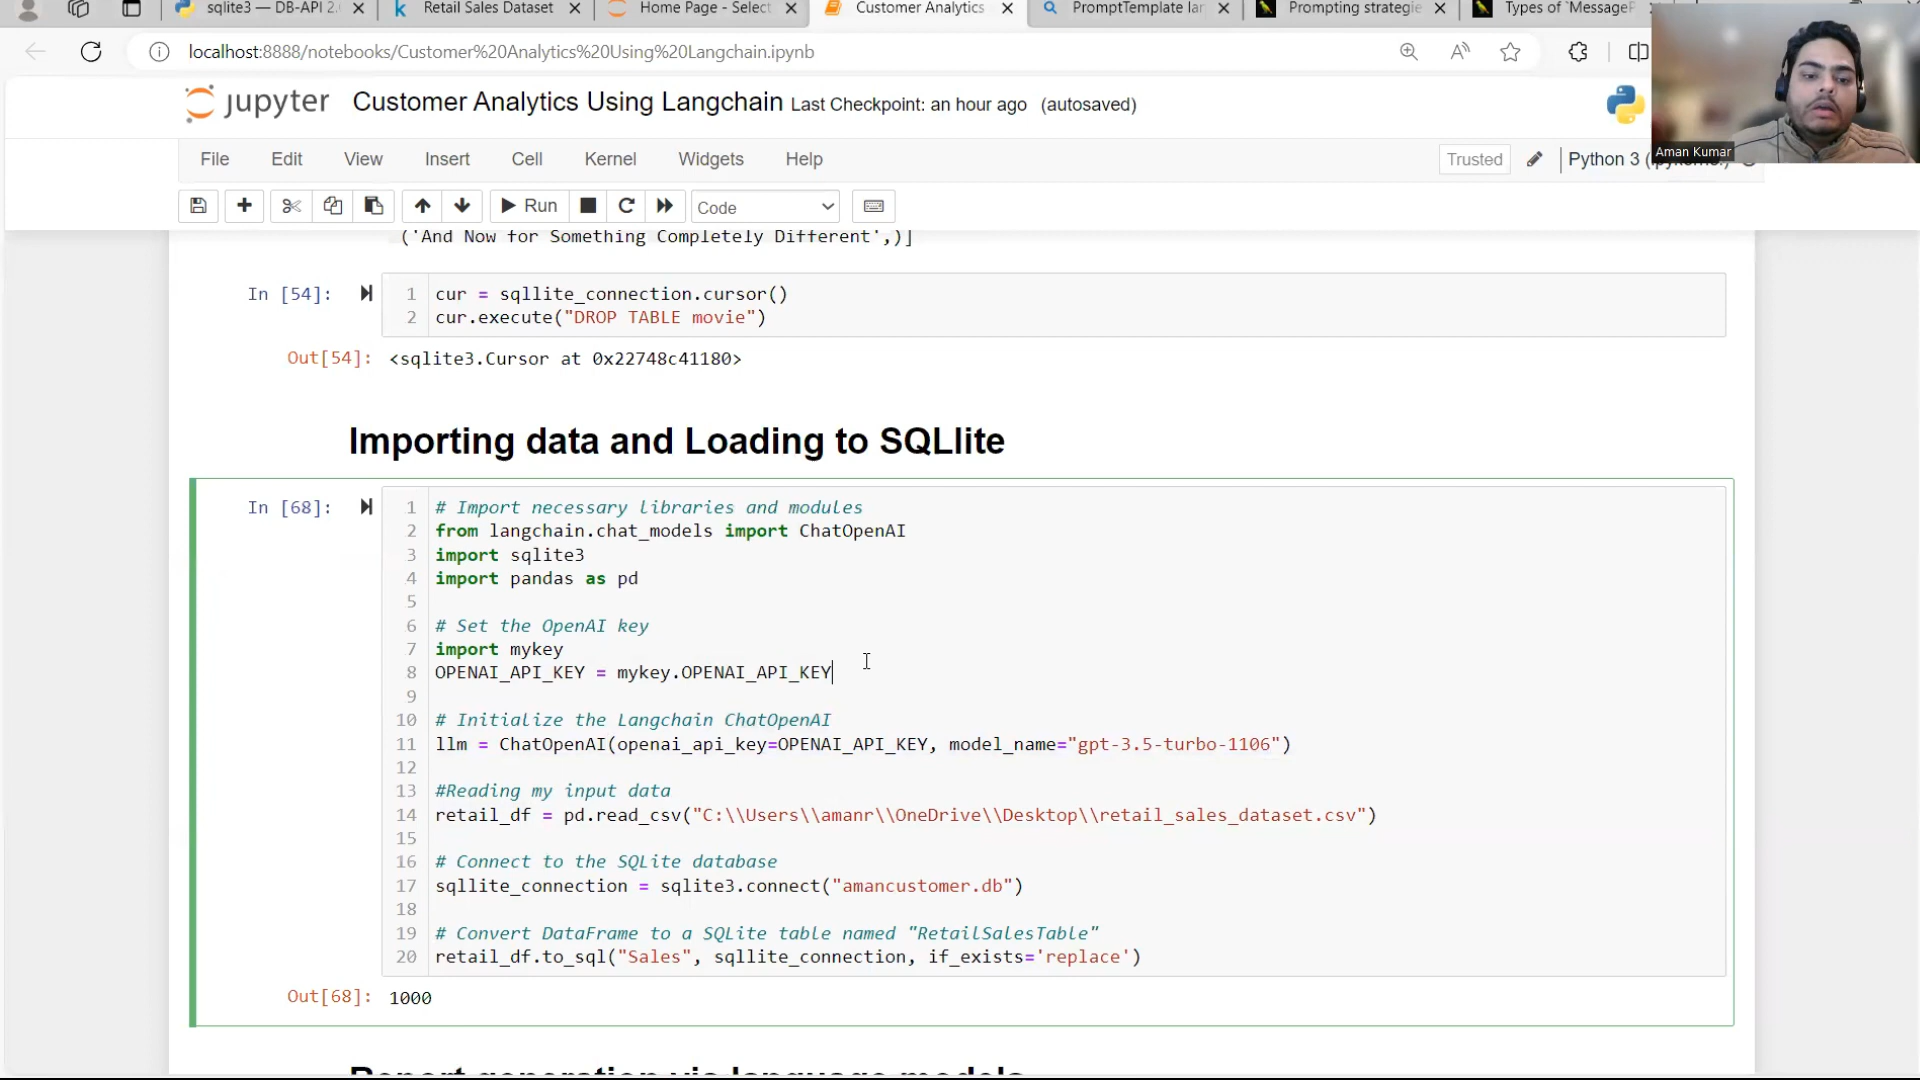 sqlite3 — DB-API 2.
Retail Sales Dataset
Home Page - Select
Customer Analytics
PromptTemplate lan
Prompting strategie
Types of `MessageP
localhost:8888/notebooks/Customer%20Analytics%20Using%20Langchain.ipynb
jupyter Customer Analytics Using Langchain Last Checkpoint: an hour ago (autosaved)
Aman Kumar
File Edit View Insert Cell Kernel Widgets Help
Trusted Python 3
Run Code
('And Now for Something Completely Different',)]
In [54]:
1 cur = sqllite_connection.cursor()
2 cur.execute("DROP TABLE movie")
Out[54]: <sqlite3.Cursor at 0x22748c41180>
Importing data and Loading to SQLlite
In [68]:
1 # Import necessary libraries and modules
2 from langchain.chat_models import ChatOpenAI
3 import sqlite3
4 import pandas as pd
5
6 # Set the OpenAI key
7 import mykey
8 OPENAI_API_KEY = mykey.OPENAI_API_KEY
9
10 # Initialize the Langchain ChatOpenAI
11 llm = ChatOpenAI(openai_api_key=OPENAI_API_KEY, model_name="gpt-3.5-turbo-1106")
12
13 #Reading my input data
14 retail_df = pd.read_csv("C:\\Users\\amanr\\OneDrive\\Desktop\\retail_sales_dataset.csv")
15
16 # Connect to the SQLite database
17 sqllite_connection = sqlite3.connect("amancustomer.db")
18
19 # Convert DataFrame to a SQLite table named "RetailSalesTable"
20 retail_df.to_sql("Sales", sqllite_connection, if_exists='replace')
Out[68]: 1000
Report generation via language models